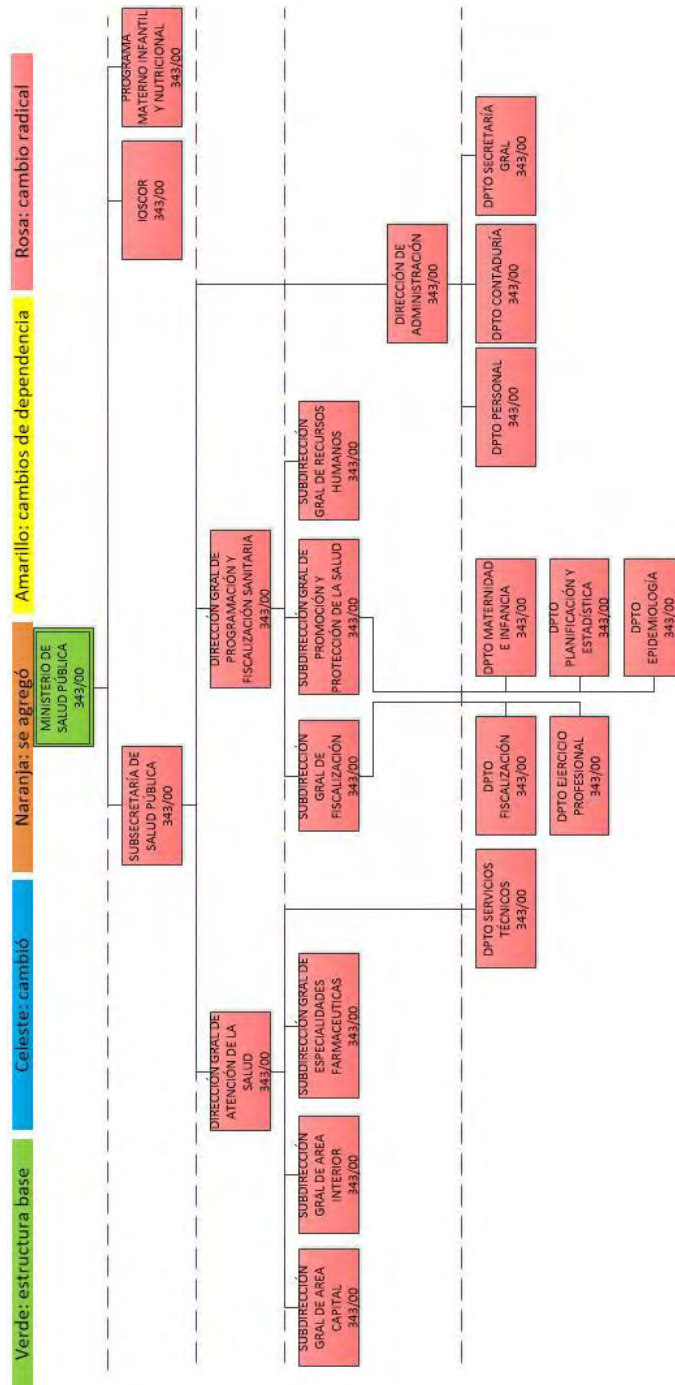 Verde: estructura base
Celeste: cambió
Naranja: se agregó
Amarillo: cambios de dependencia
Rosa: cambio radical
MINISTERIO DE
SALUD PÚBLICA
343/00
SUBSECRETARÍA DE
SALUD PÚBLICA
343/00
IOSCOR
343/00
PROGRAMA
MATERNO INFANTIL
Y NUTRICIONAL
343/00
DIRECCIÓN GRAL DE
ATENCIÓN DE LA
SALUD
343/00
DIRECCIÓN GRAL DE
PROGRAMACIÓN Y
FISCALIZACIÓN SANITARIA
343/00
SUBDIRECCIÓN
GRAL DE AREA
CAPITAL
343/00
SUBDIRECCIÓN
GRAL DE AREA
INTERIOR
343/00
SUBDIRECCIÓN GRAL DE
ESPECIALIDADES
FARMACEUTICAS
343/00
SUBDIRECCIÓN
GRAL DE
FISCALIZACIÓN
343/00
SUBDIRECCIÓN GRAL DE
PROMOCIÓN Y
PROTECCIÓN DE LA SALUD
343/00
SUBDIRECCIÓN
GRAL DE RECURSOS
HUMANOS
343/00
DIRECCIÓN DE
ADMINISTRACIÓN
343/00
DPTO SERVICIOS
TÉCNICOS
343/00
DPTO
FISCALIZACIÓN
343/00
DPTO MATERNIDAD
E INFANCIA
343/00
DPTO PERSONAL
343/00
DPTO CONTADURÍA
343/00
DPTO SECRETARÍA
GRAL
343/00
DPTO EJERCICIO
PROFESIONAL
343/00
DPTO
PLANIFICACIÓN Y
ESTADÍSTICA
343/00
DPTO
EPIDEMIOLOGÍA
343/00